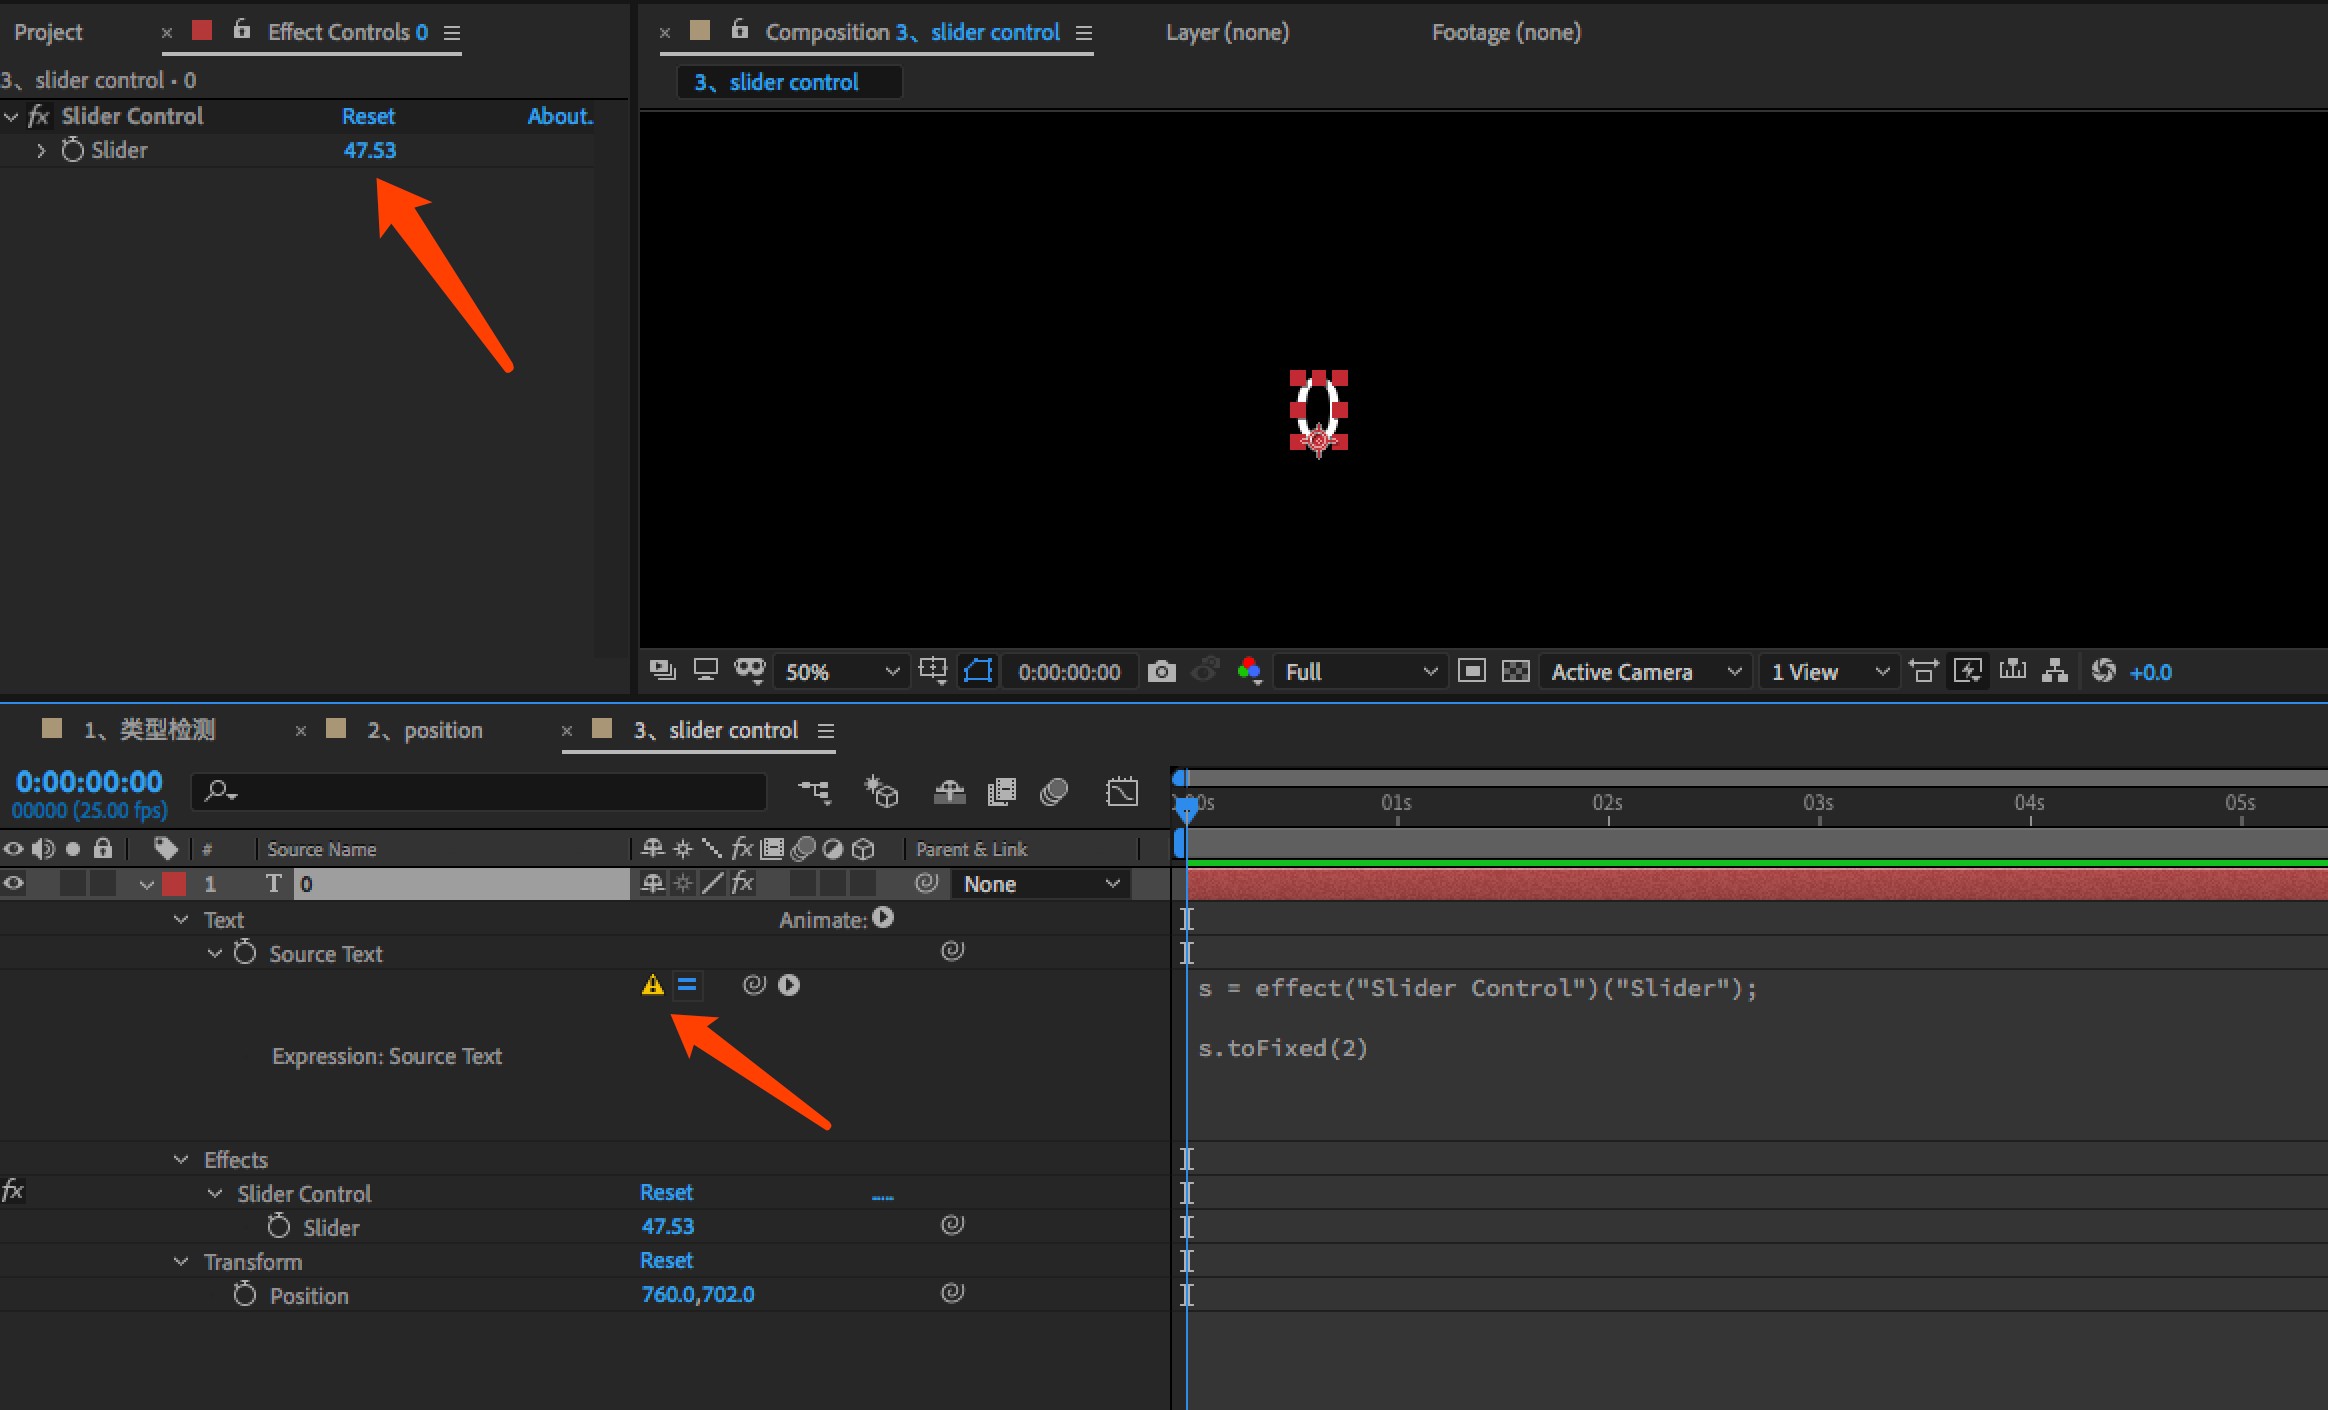 Project
Effect Controls 0
Composition 3、slider control
Layer (none)
Footage (none)
3、slider control • 0
3、slider control
fx Slider Control Reset About.
Slider 47.53
0
50%
0:00:00:00
Full
Active Camera
1 View
+0.0
1、类型检测
2、position
3、slider control
0:00:00:00
00000 (25.00 fps)
01s
02s
03s
04s
05s
# Source Name fx Parent & Link
1 T 0 fx None
Text Animate:
Source Text
s = effect("Slider Control")("Slider");
s.toFixed(2)
Expression: Source Text
Effects
fx Slider Control Reset .....
Slider 47.53
Transform Reset
Position 760.0,702.0